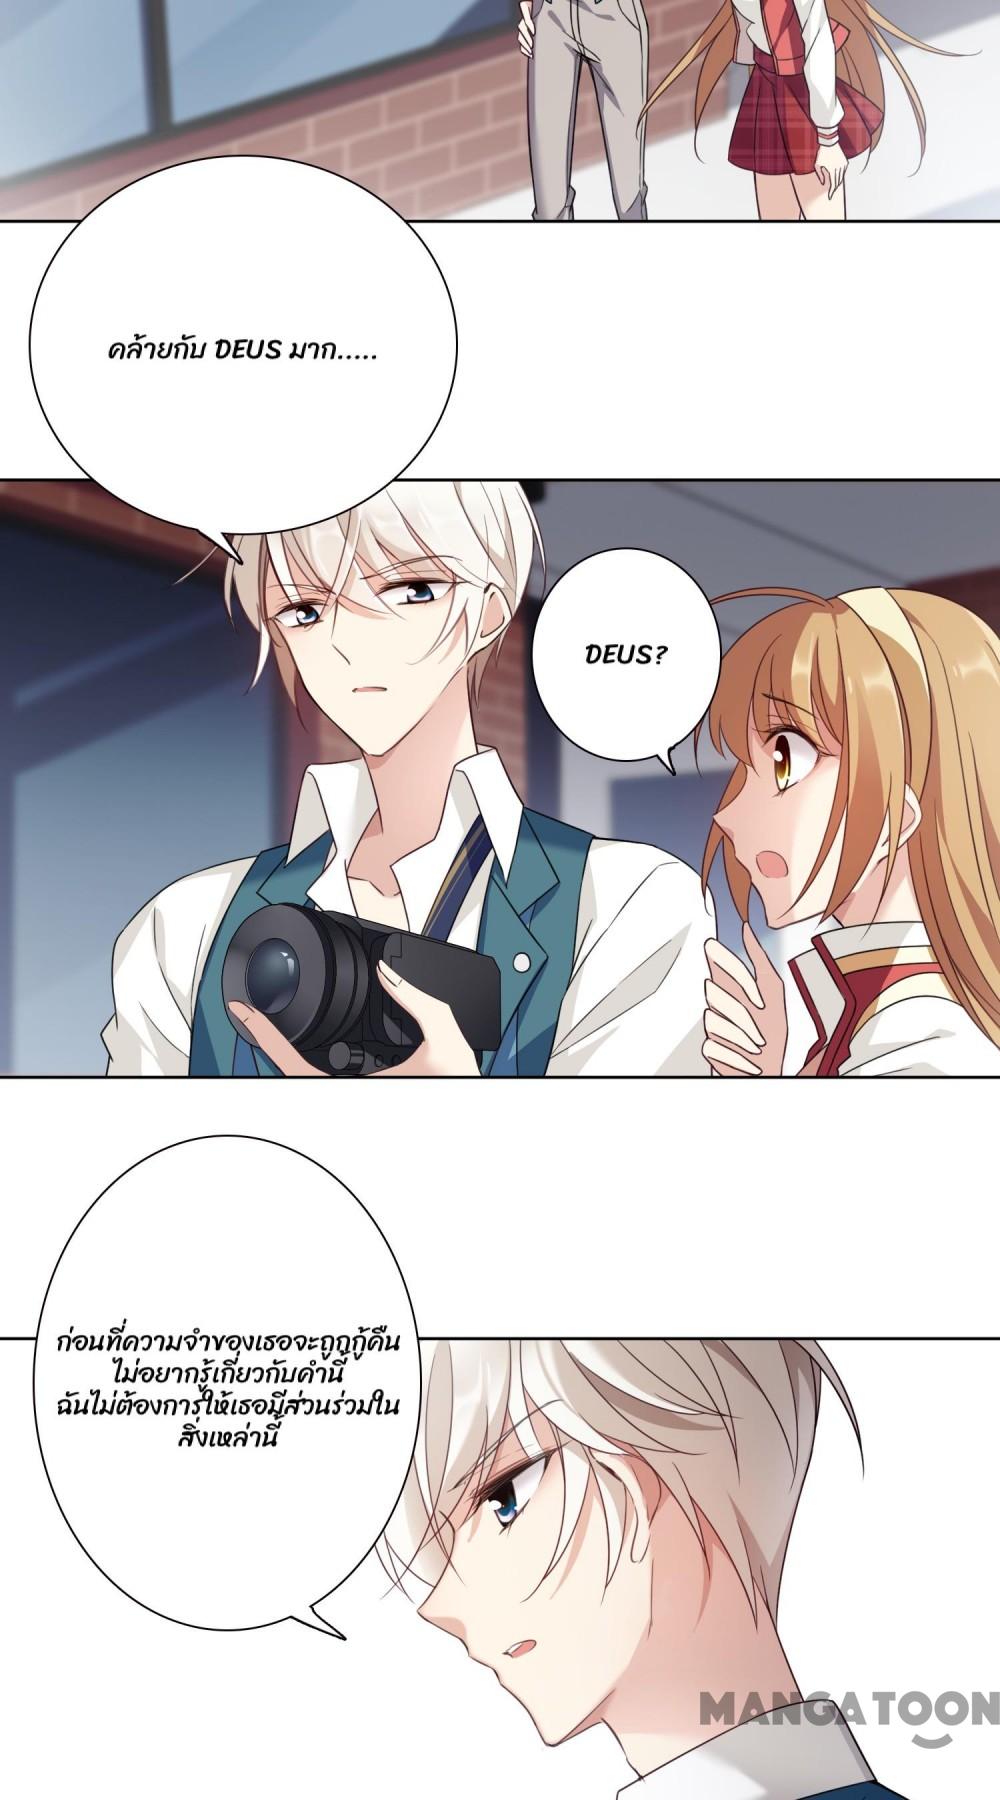 คล้ายกับ DEUS มาก.....
DEUS?
ก่อนที่ความจำของเธอจะถูกกู้คืน
ไม่อยากรู้เกี่ยวกับคำนี้
ฉันไม่ต้องการให้เธอมีส่วนร่วมใน
สิ่งเหล่านี้
MANGATOON